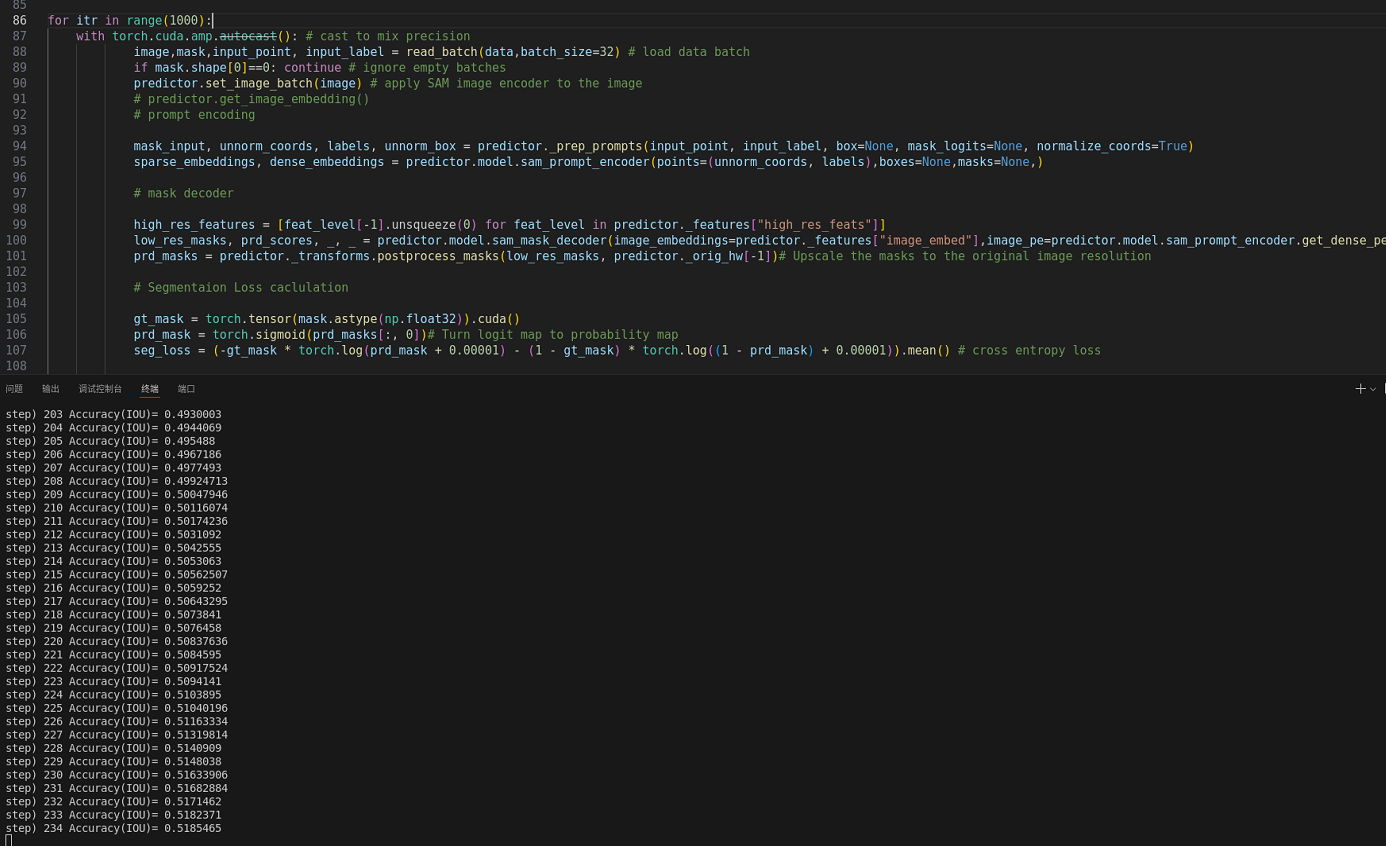 85
86 for itr in range(1000):
87 with torch.cuda.amp.autocast(): # cast to mix precision
88 image,mask,input_point, input_label = read_batch(data,batch_size=32) # load data batch
89 if mask.shape[0]==0: continue # ignore empty batches
90 predictor.set_image_batch(image) # apply SAM image encoder to the image
91 # predictor.get_image_embedding()
92 # prompt encoding
93
94 mask_input, unnorm_coords, labels, unnorm_box = predictor._prep_prompts(input_point, input_label, box=None, mask_logits=None, normalize_coords=True)
95 sparse_embeddings, dense_embeddings = predictor.model.sam_prompt_encoder(points=(unnorm_coords, labels),boxes=None,masks=None,)
96
97 # mask decoder
98
99 high_res_features = [feat_level[-1].unsqueeze(0) for feat_level in predictor._features["high_res_feats"]]
100 low_res_masks, prd_scores, _, _ = predictor.model.sam_mask_decoder(image_embeddings=predictor._features["image_embed"],image_pe=predictor.model.sam_prompt_encoder.get_dense_pe
101 prd_masks = predictor._transforms.postprocess_masks(low_res_masks, predictor._orig_hw[-1])# Upscale the masks to the original image resolution
102
103 # Segmentaion Loss caclulation
104
105 gt_mask = torch.tensor(mask.astype(np.float32)).cuda()
106 prd_mask = torch.sigmoid(prd_masks[:, 0])# Turn logit map to probability map
107 seg_loss = (-gt_mask * torch.log(prd_mask + 0.00001) - (1 - gt_mask) * torch.log((1 - prd_mask) + 0.00001)).mean() # cross entropy loss
108
问题 输出 调试控制台 终端 端口
step) 203 Accuracy(IOU)= 0.4930003
step) 204 Accuracy(IOU)= 0.4944069
step) 205 Accuracy(IOU)= 0.495488
step) 206 Accuracy(IOU)= 0.4967186
step) 207 Accuracy(IOU)= 0.4977493
step) 208 Accuracy(IOU)= 0.49924713
step) 209 Accuracy(IOU)= 0.50047946
step) 210 Accuracy(IOU)= 0.50116074
step) 211 Accuracy(IOU)= 0.50174236
step) 212 Accuracy(IOU)= 0.5031092
step) 213 Accuracy(IOU)= 0.5042555
step) 214 Accuracy(IOU)= 0.5053063
step) 215 Accuracy(IOU)= 0.50562507
step) 216 Accuracy(IOU)= 0.5059252
step) 217 Accuracy(IOU)= 0.50643295
step) 218 Accuracy(IOU)= 0.5073841
step) 219 Accuracy(IOU)= 0.5076458
step) 220 Accuracy(IOU)= 0.50837636
step) 221 Accuracy(IOU)= 0.5084595
step) 222 Accuracy(IOU)= 0.50917524
step) 223 Accuracy(IOU)= 0.5094141
step) 224 Accuracy(IOU)= 0.5103895
step) 225 Accuracy(IOU)= 0.51040196
step) 226 Accuracy(IOU)= 0.51163334
step) 227 Accuracy(IOU)= 0.51319814
step) 228 Accuracy(IOU)= 0.5140909
step) 229 Accuracy(IOU)= 0.5148038
step) 230 Accuracy(IOU)= 0.51633906
step) 231 Accuracy(IOU)= 0.51682884
step) 232 Accuracy(IOU)= 0.5171462
step) 233 Accuracy(IOU)= 0.5182371
step) 234 Accuracy(IOU)= 0.5185465